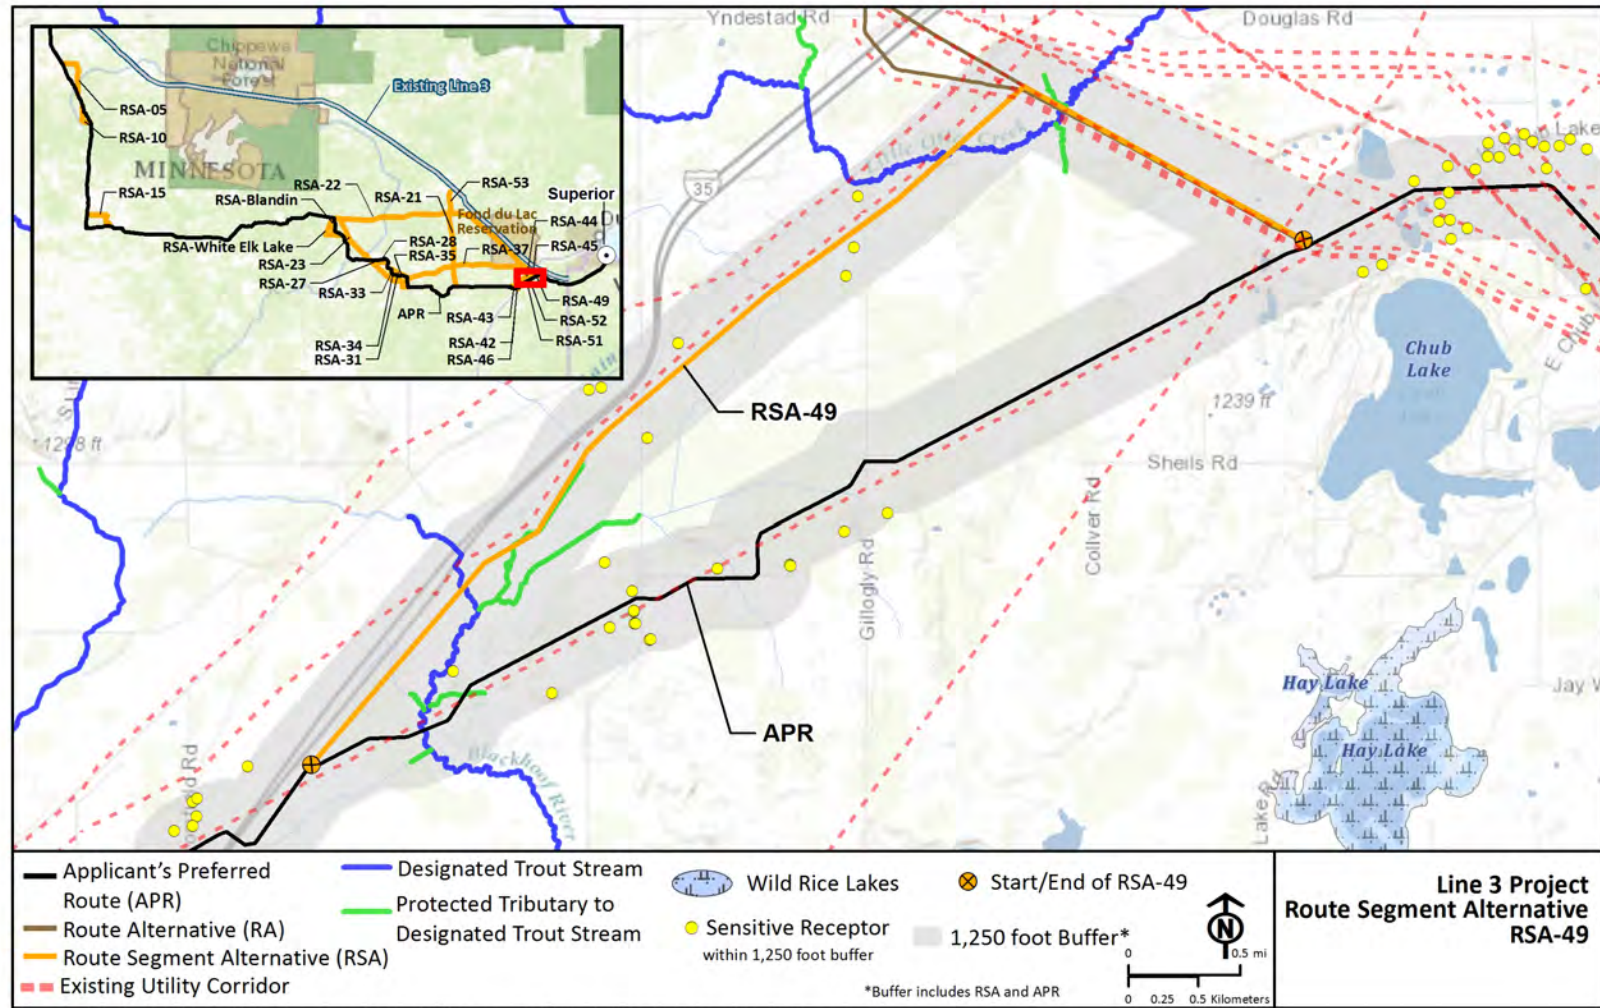 Yndestad Rd
Douglas Rd
Chippewa
National
Forest
Existing Line 3
RSA-05
RSA-10
MINNESOTA
RSA-15
RSA-22
RSA-Blandin
RSA-21
RSA-53
Superior
Fond du Lac
Reservation
RSA-44
RSA-White Elk Lake
RSA-28
RSA-35
RSA-37
RSA-45
RSA-23
RSA-27
RSA-33
APR
RSA-43
RSA-49
RSA-52
RSA-34
RSA-31
RSA-42
RSA-46
RSA-51
35
Creek
Lake
Chub
Lake
E Chub
1239 ft
RSA-49
Sheils Rd
Collver Rd
Gillogly Rd
APR
Hay Lake
Hay Lake
Jay W
Blackhoof River
Lake Rd
Applicant's Preferred
Route (APR)
Route Alternative (RA)
Route Segment Alternative (RSA)
Existing Utility Corridor
Designated Trout Stream
Protected Tributary to
Designated Trout Stream
Wild Rice Lakes
Sensitive Receptor
within 1,250 foot buffer
Start/End of RSA-49
1,250 foot Buffer*
*Buffer includes RSA and APR
N
0 0.5 mi
0 0.25 0.5 Kilometers
Line 3 Project
Route Segment Alternative
RSA-49